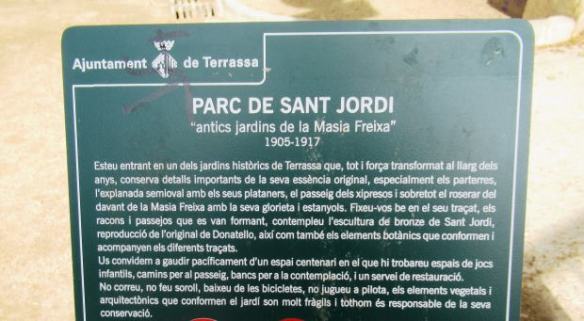 Ajuntament de Terrassa
PARC DE SANT JORDI
"antics jardins de la Masia Freixa"
1905-1917
Esteu entrant en un dels jardins històrics de Terrassa que, tot i força transformat al llarg dels
anys, conserva detalls importants de la seva essència original, especialment els parterres,
l'explanada semioval amb els seus plataners, el passeig dels xipresos i sobretot el roserar del
davant de la Masia Freixa amb la seva glorieta i estanyols. Fixeu-vos be en el seu traçat, els
racons i passejos que es van formant, contempleu l'escultura de bronze de Sant Jordi,
reproducció de l'original de Donatello, així com també els elements botànics que conformen i
acompanyen els diferents traçats.
Us convidem a gaudir pacíficament d'un espai centenari en el que hi trobareu espais de jocs
infantils, camins per al passeig, bancs per a la contemplació, i un servei de restauració.
No correu, no feu soroll, baixeu de les bicicletes, no jugueu a pilota, els elements vegetals i
arquitectònics que conformen el jardí son molt fràgils i tothom és responsable de la seva
conservació.